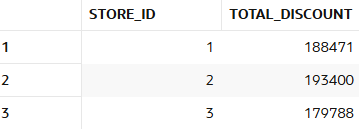 STORE_ID TOTAL_DISCOUNT
1 1 188471
2 2 193400
3 3 179788